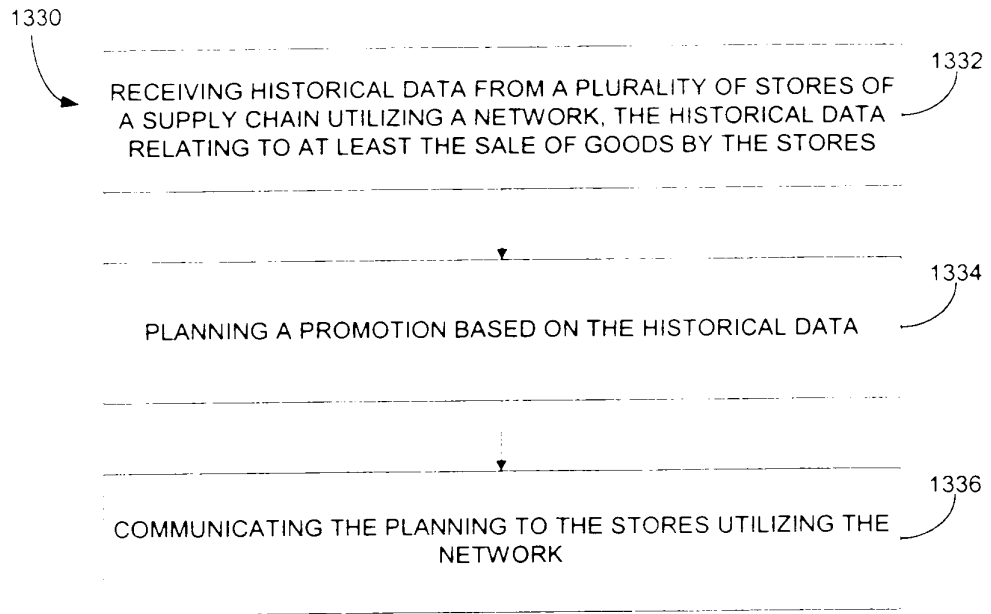 1330
1332
RECEIVING HISTORICAL DATA FROM A PLURALITY OF STORES OF
A SUPPLY CHAIN UTILIZING A NETWORK, THE HISTORICAL DATA
RELATING TO AT LEAST THE SALE OF GOODS BY THE STORES
1334
PLANNING A PROMOTION BASED ON THE HISTORICAL DATA
1336
COMMUNICATING THE PLANNING TO THE STORES UTILIZING THE
NETWORK